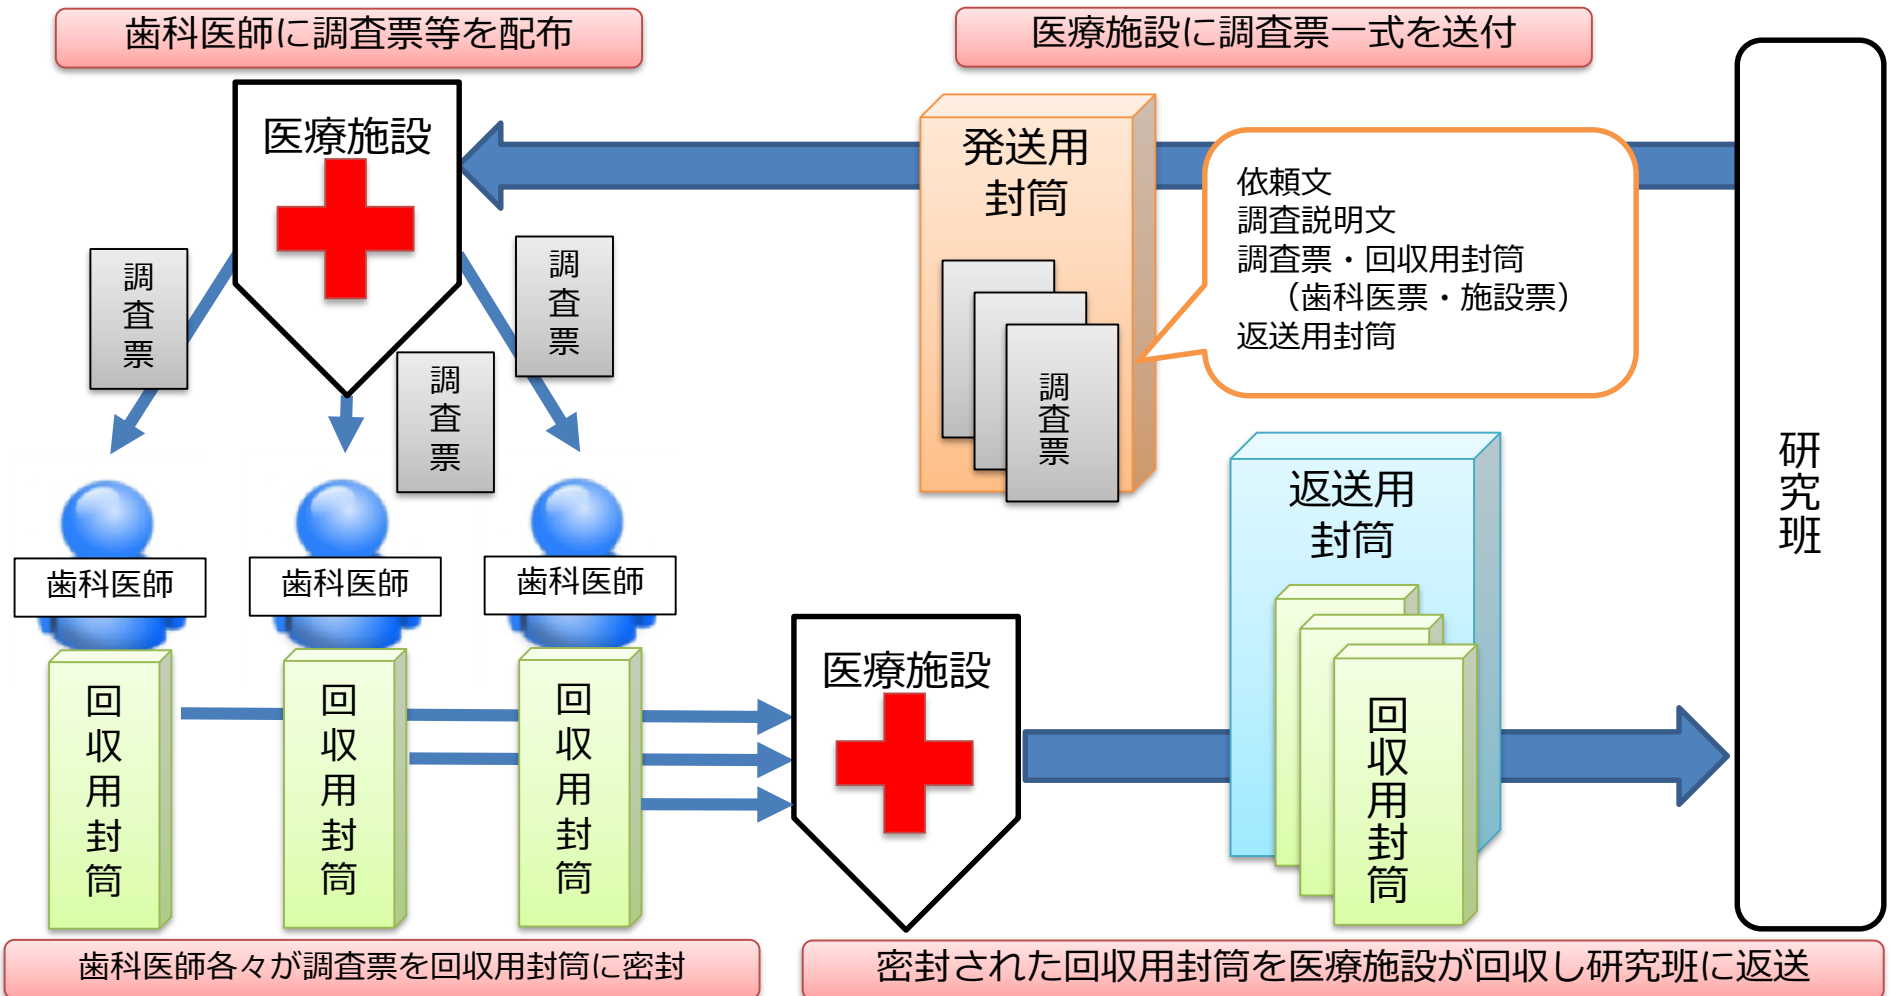 歯科医師に調査票等を配布
医療施設に調査票一式を送付
医療施設
発送用
封筒
依頼文
調査説明文
調査票・回収用封筒
（歯科医票・施設票）
返送用封筒
調査票
調査票
調査票
調査票
研究班
返送用
封筒
歯科医師
歯科医師
歯科医師
医療施設
回収用封筒
回収用封筒
回収用封筒
回収用封筒
歯科医師各々が調査票を回収用封筒に密封
密封された回収用封筒を医療施設が回収し研究班に返送